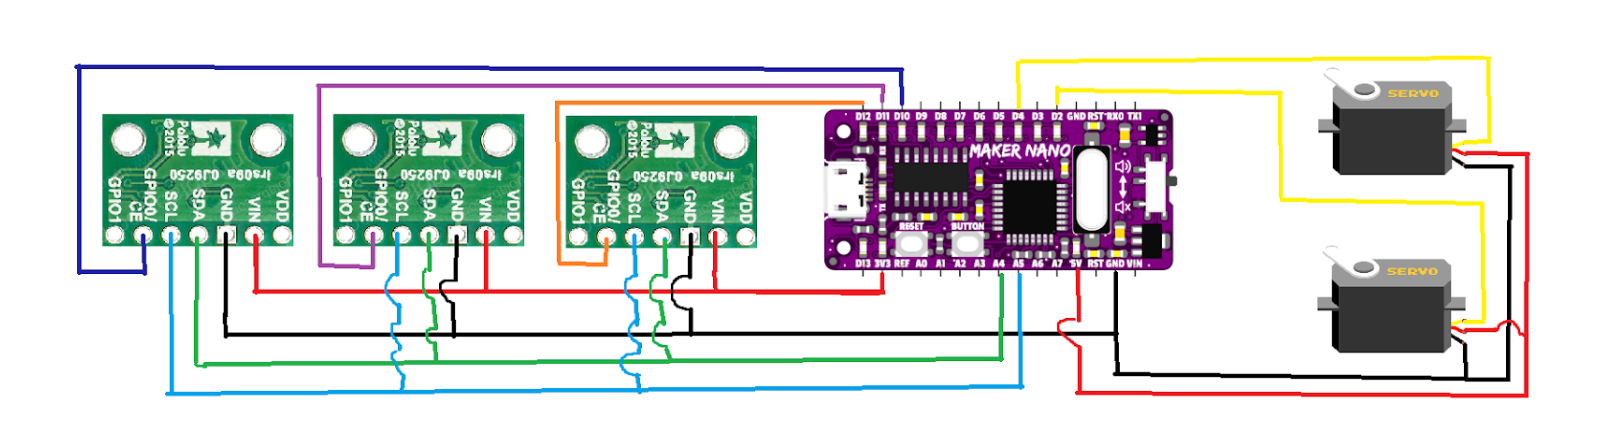 ©2015
Pololu
irs09a 0J9250
GPIO1
GPIO0/
CE
SCL
SDA
GND
VIN
VDD
©2015
Pololu
irs09a 0J9250
GPIO1
GPIO0/
CE
SCL
SDA
GND
VIN
VDD
©2015
Pololu
irs09a 0J9250
GPIO1
GPIO0/
CE
SCL
SDA
GND
VIN
VDD
D12 D11 D10 D9 D8 D7 D6 D5 D4 D3 D2 GND RST RX0 TX1
MAKER NANO
RESET BUTTON
D13 3V3 REF A0 A1 A2 A3 A4 A5 A6 A7 5V RST GND VIN
SERVO
SERVO